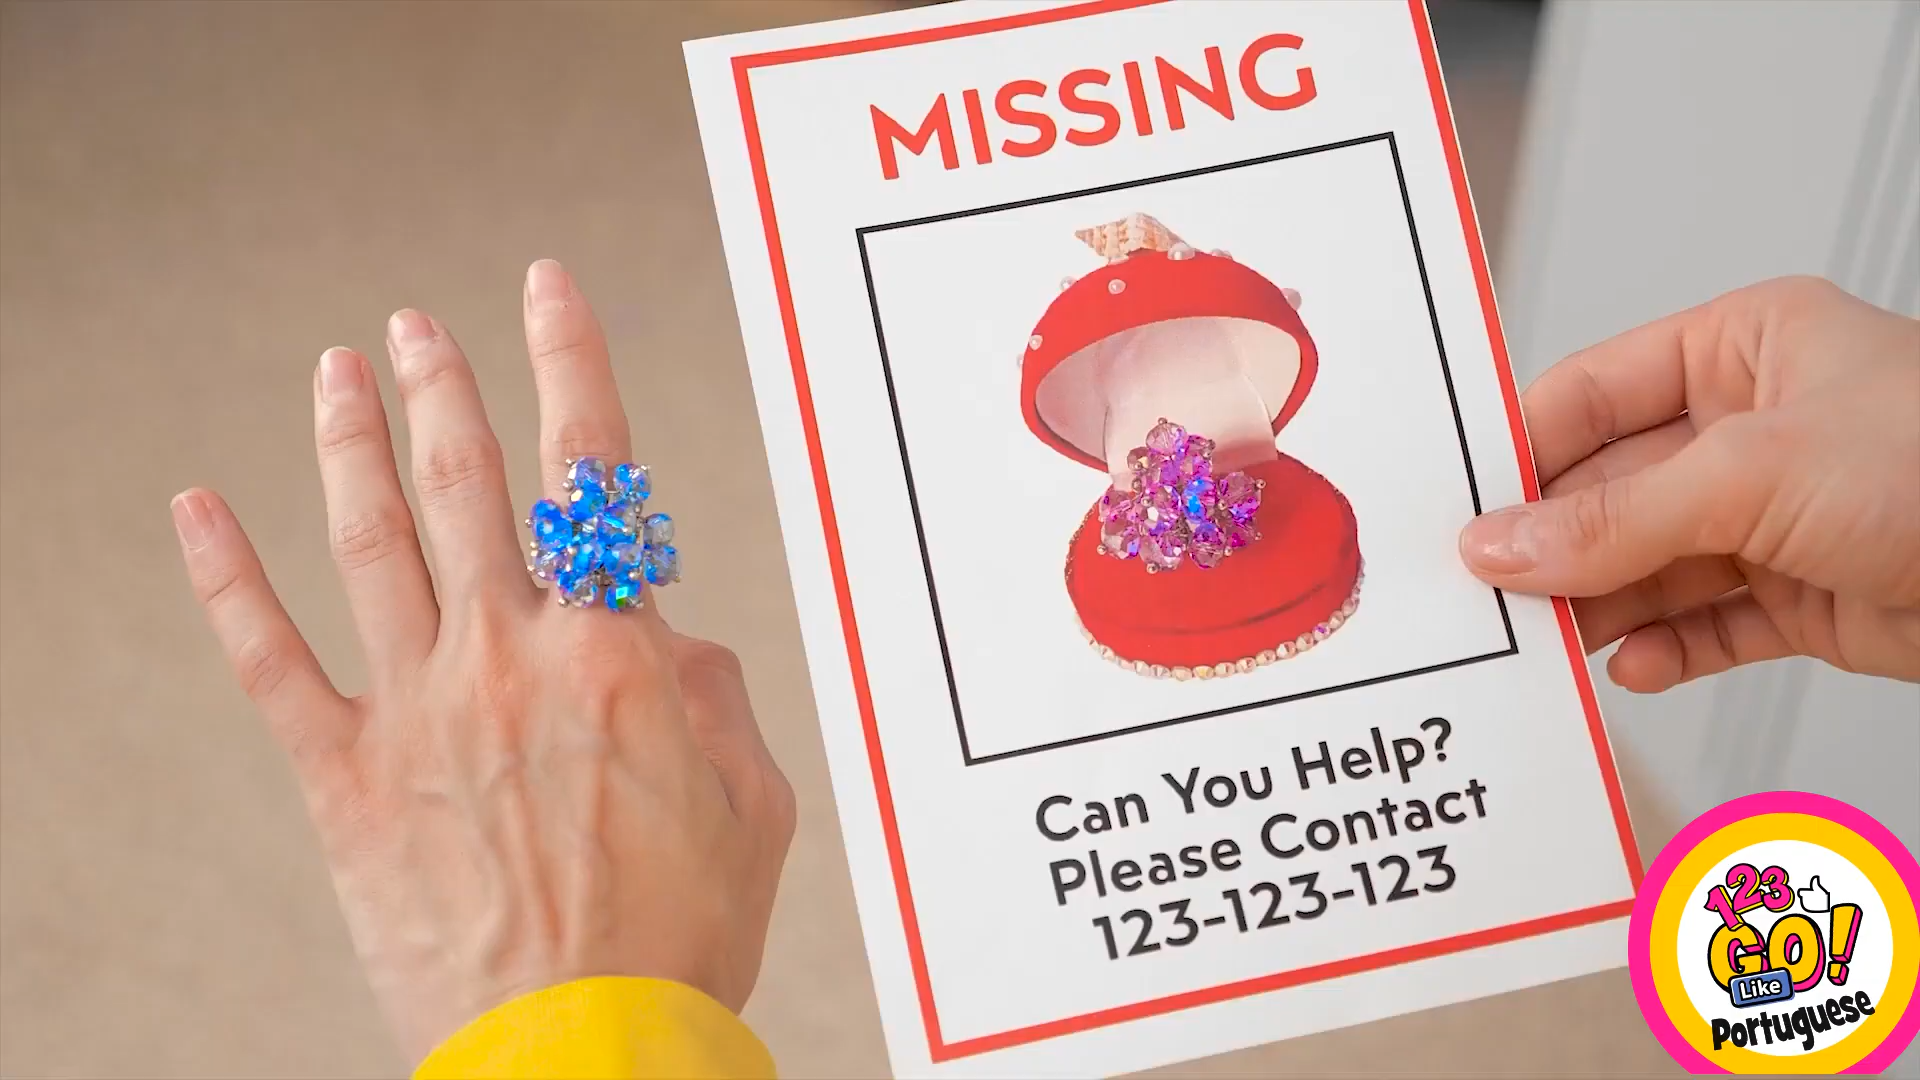 MISSING
Can You Help?
Please Contact
123-123-123
123
GO!
Like
Portuguese